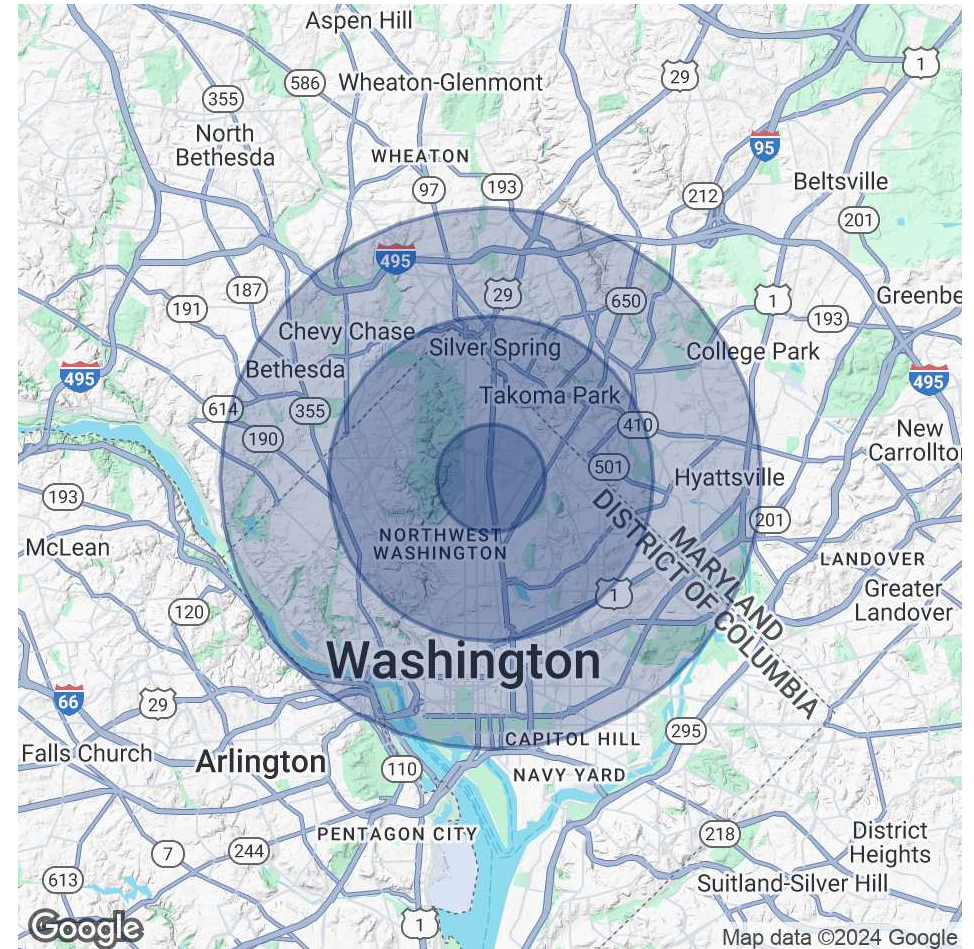 Aspen Hill
1
29
586
Wheaton-Glenmont
355
North
Bethesda
95
WHEATON
Beltsville
97
193
212
201
495
187
29
650
1
Greenbe
191
193
Chevy Chase
Silver Spring
College Park
Bethesda
495
495
Takoma Park
614
355
410
190
New
Carrollton
501
Hyattsville
193
201
NORTHWEST
WASHINGTON
McLean
MARYLAND
DISTRICT OF COLUMBIA
LANDOVER
Greater
Landover
1
120
Washington
66
29
295
CAPITOL HILL
Falls Church
Arlington
110
NAVY YARD
PENTAGON CITY
218
District
Heights
7
244
613
Suitland-Silver Hill
1
Google
Map data ©2024 Google